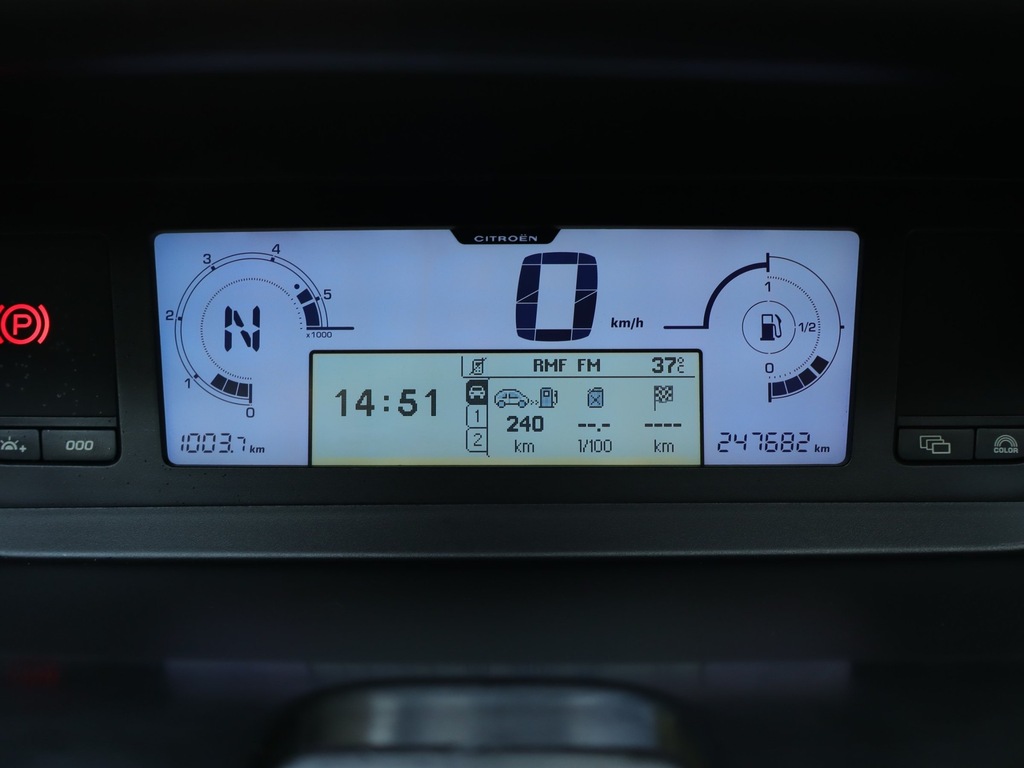 CITROËN
3 4
2 5
x1000
1 0
N
0 km/h
1
1/2
0
P
RMF FM 37°C
14:51
1
2
240 --.- ----
km l/100 km
1003.7 km
247682 km
000
COLOR